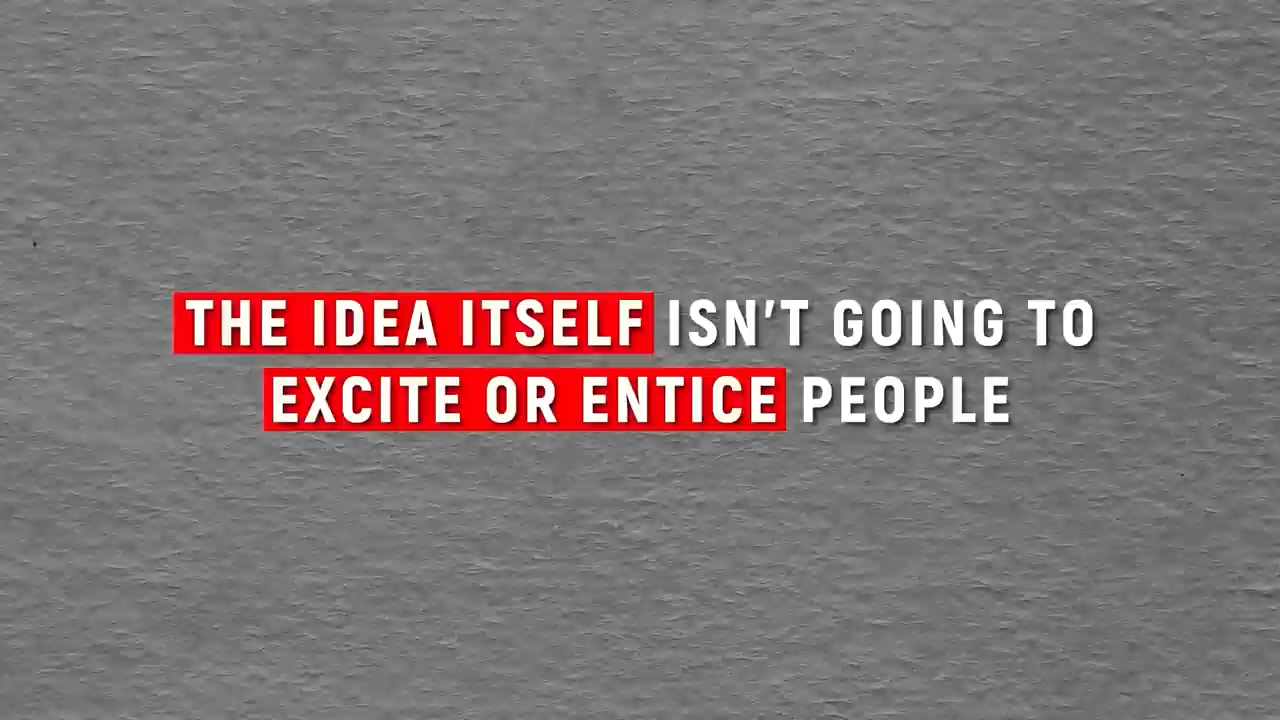 THE IDEA ITSELF ISN'T GOING TO
EXCITE OR ENTICE PEOPLE